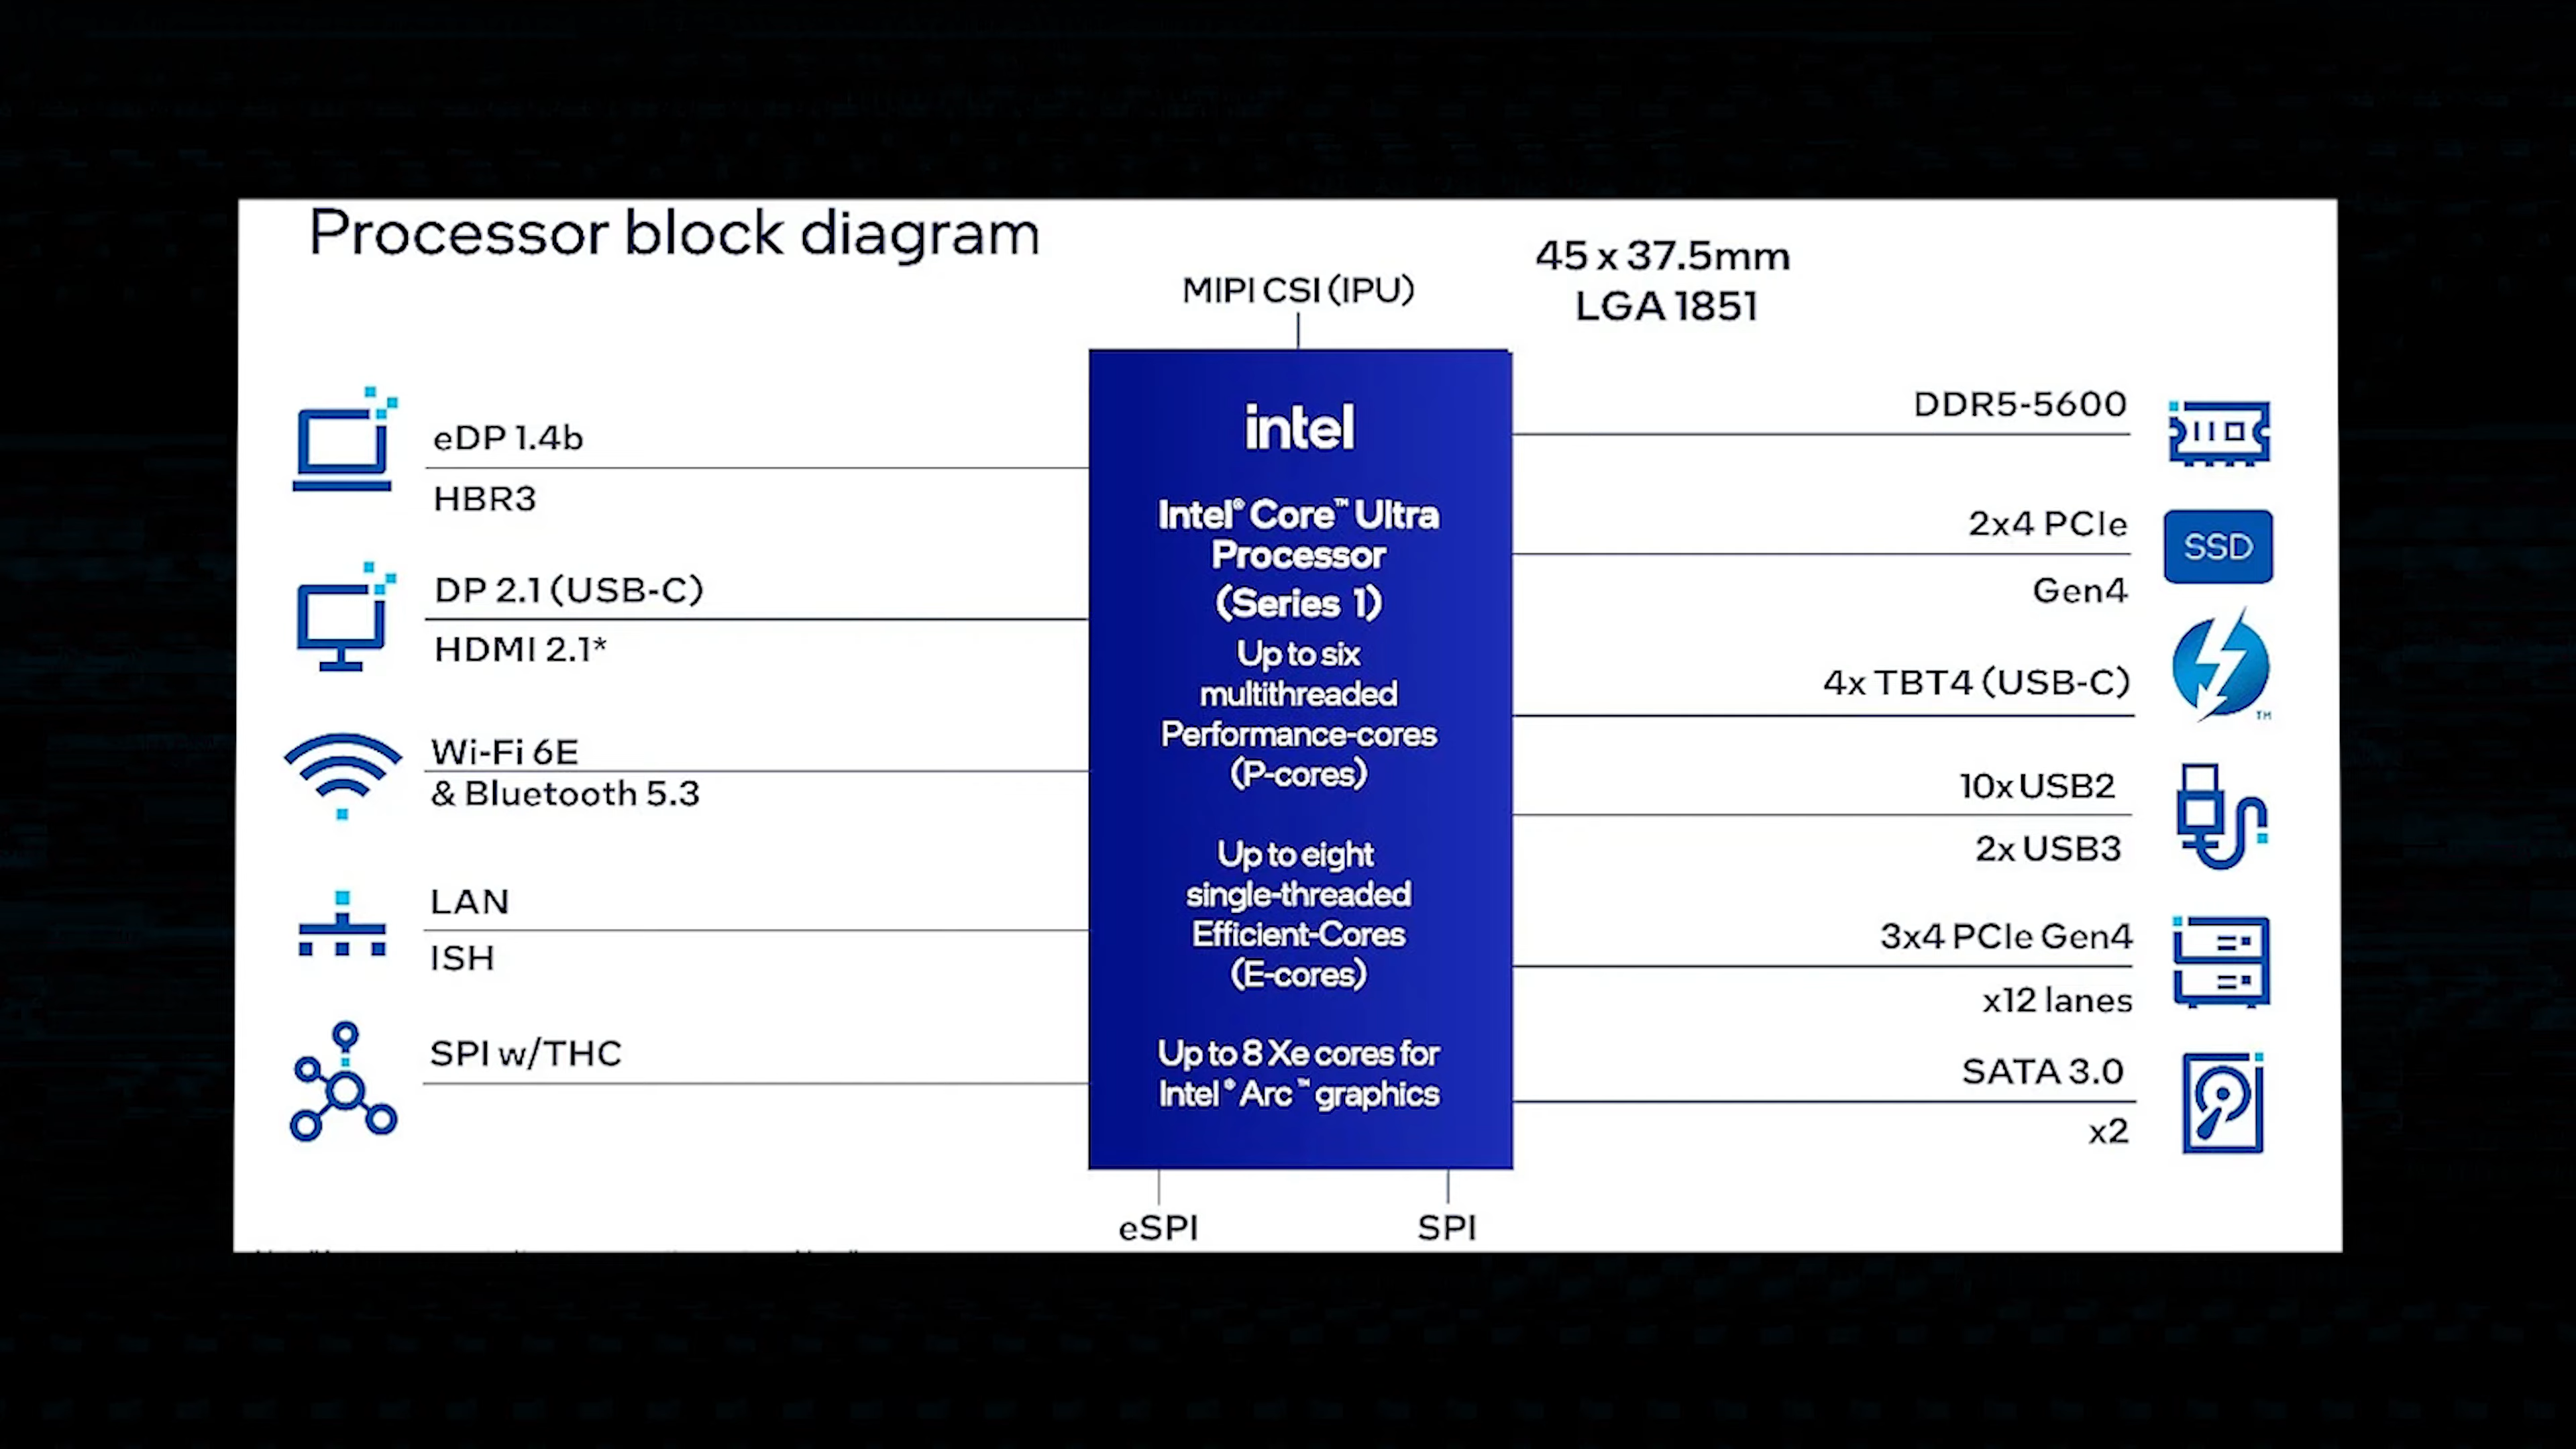 Processor block diagram
45 x 37.5mm
LGA 1851
MIPI CSI (IPU)
eDP 1.4b
HBR3
DP 2.1 (USB-C)
HDMI 2.1*
Wi-Fi 6E
& Bluetooth 5.3
LAN
ISH
SPI w/THC
intel
Intel® Core™ Ultra
Processor
(Series 1)
Up to six
multithreaded
Performance-cores
(P-cores)
Up to eight
single-threaded
Efficient-Cores
(E-cores)
Up to 8 Xe cores for
Intel® Arc™ graphics
DDR5-5600
2x4 PCIe
SSD
Gen4
4x TBT4 (USB-C)
TM
10x USB2
2x USB3
3x4 PCIe Gen4
x12 lanes
SATA 3.0
x2
eSPI
SPI